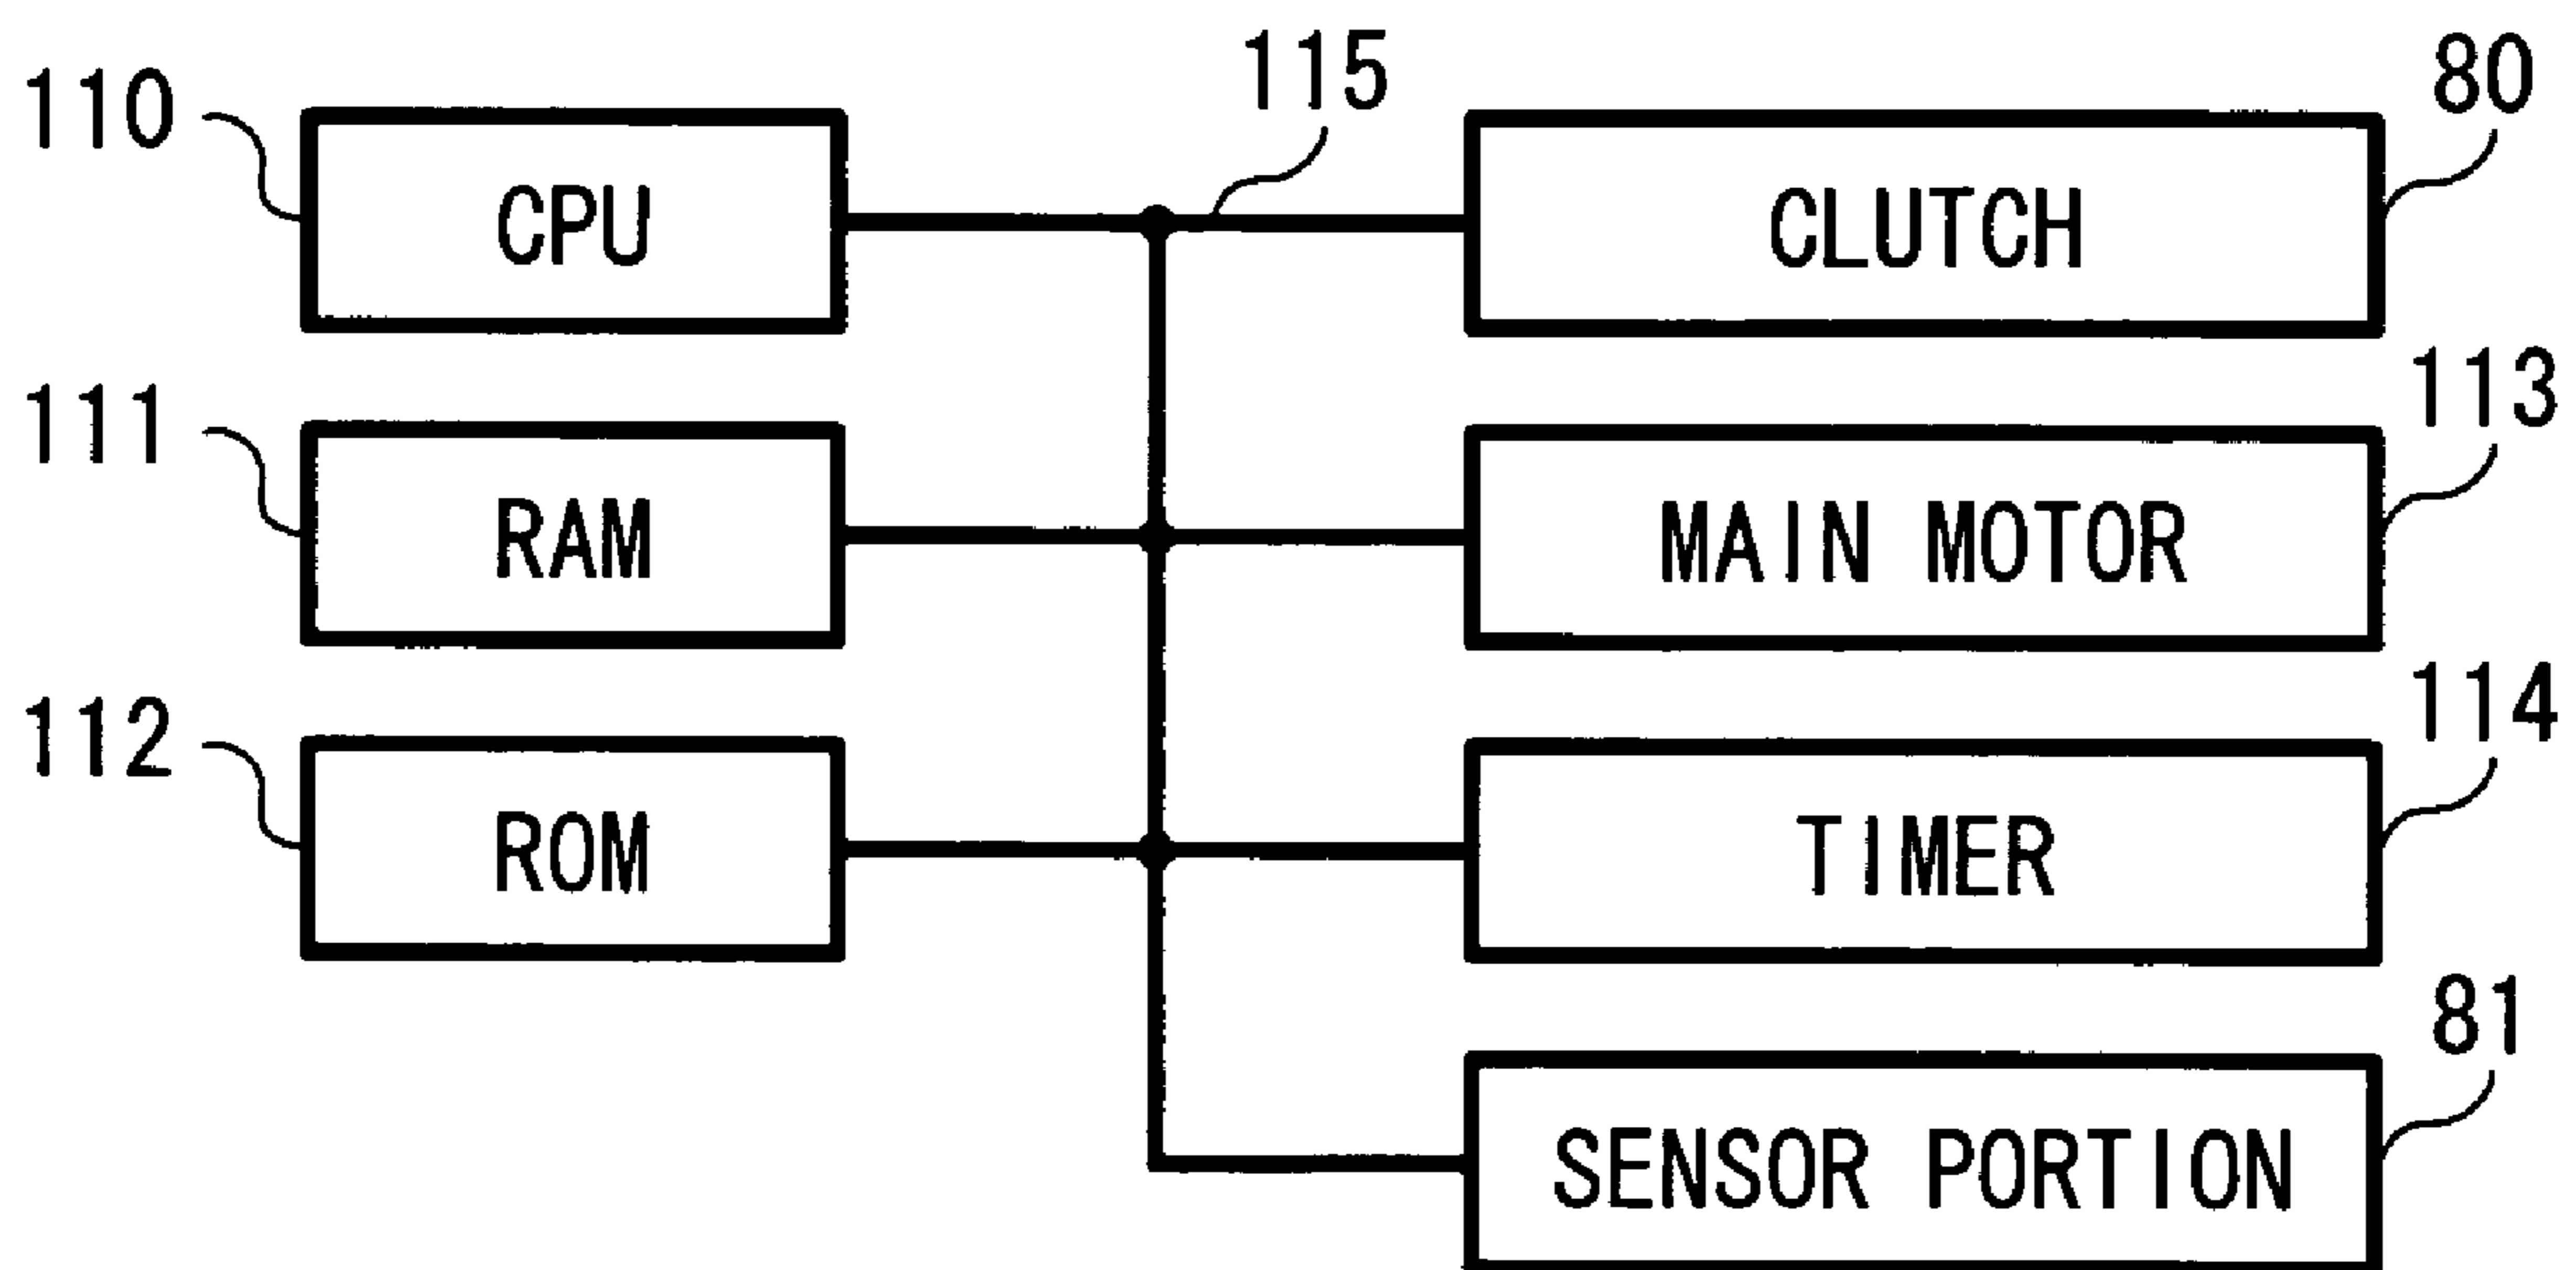 115
110 CPU CLUTCH 80
111 RAM MAIN MOTOR 113
112 ROM TIMER 114
SENSOR PORTION 81